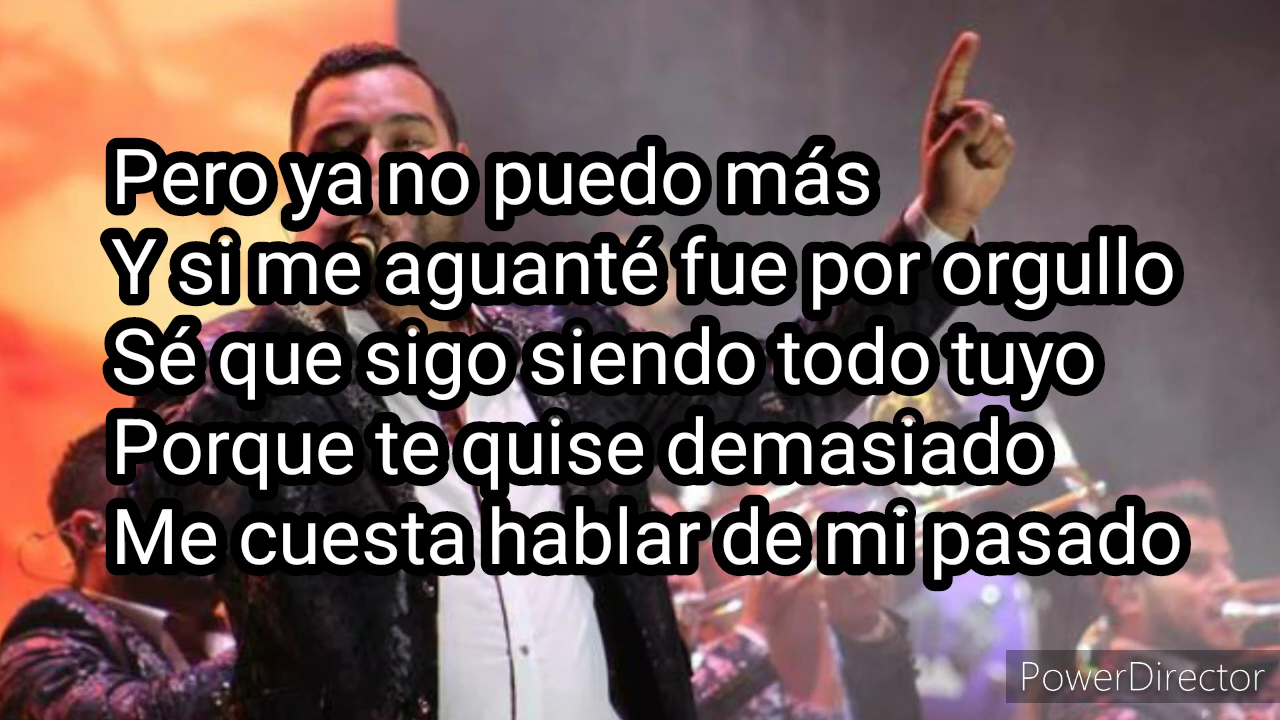 Pero ya no puedo más
Y si me aguanté fue por orgullo
Sé que sigo siendo todo tuyo
Porque te quise demasiado
Me cuesta hablar de mi pasado
PowerDirector